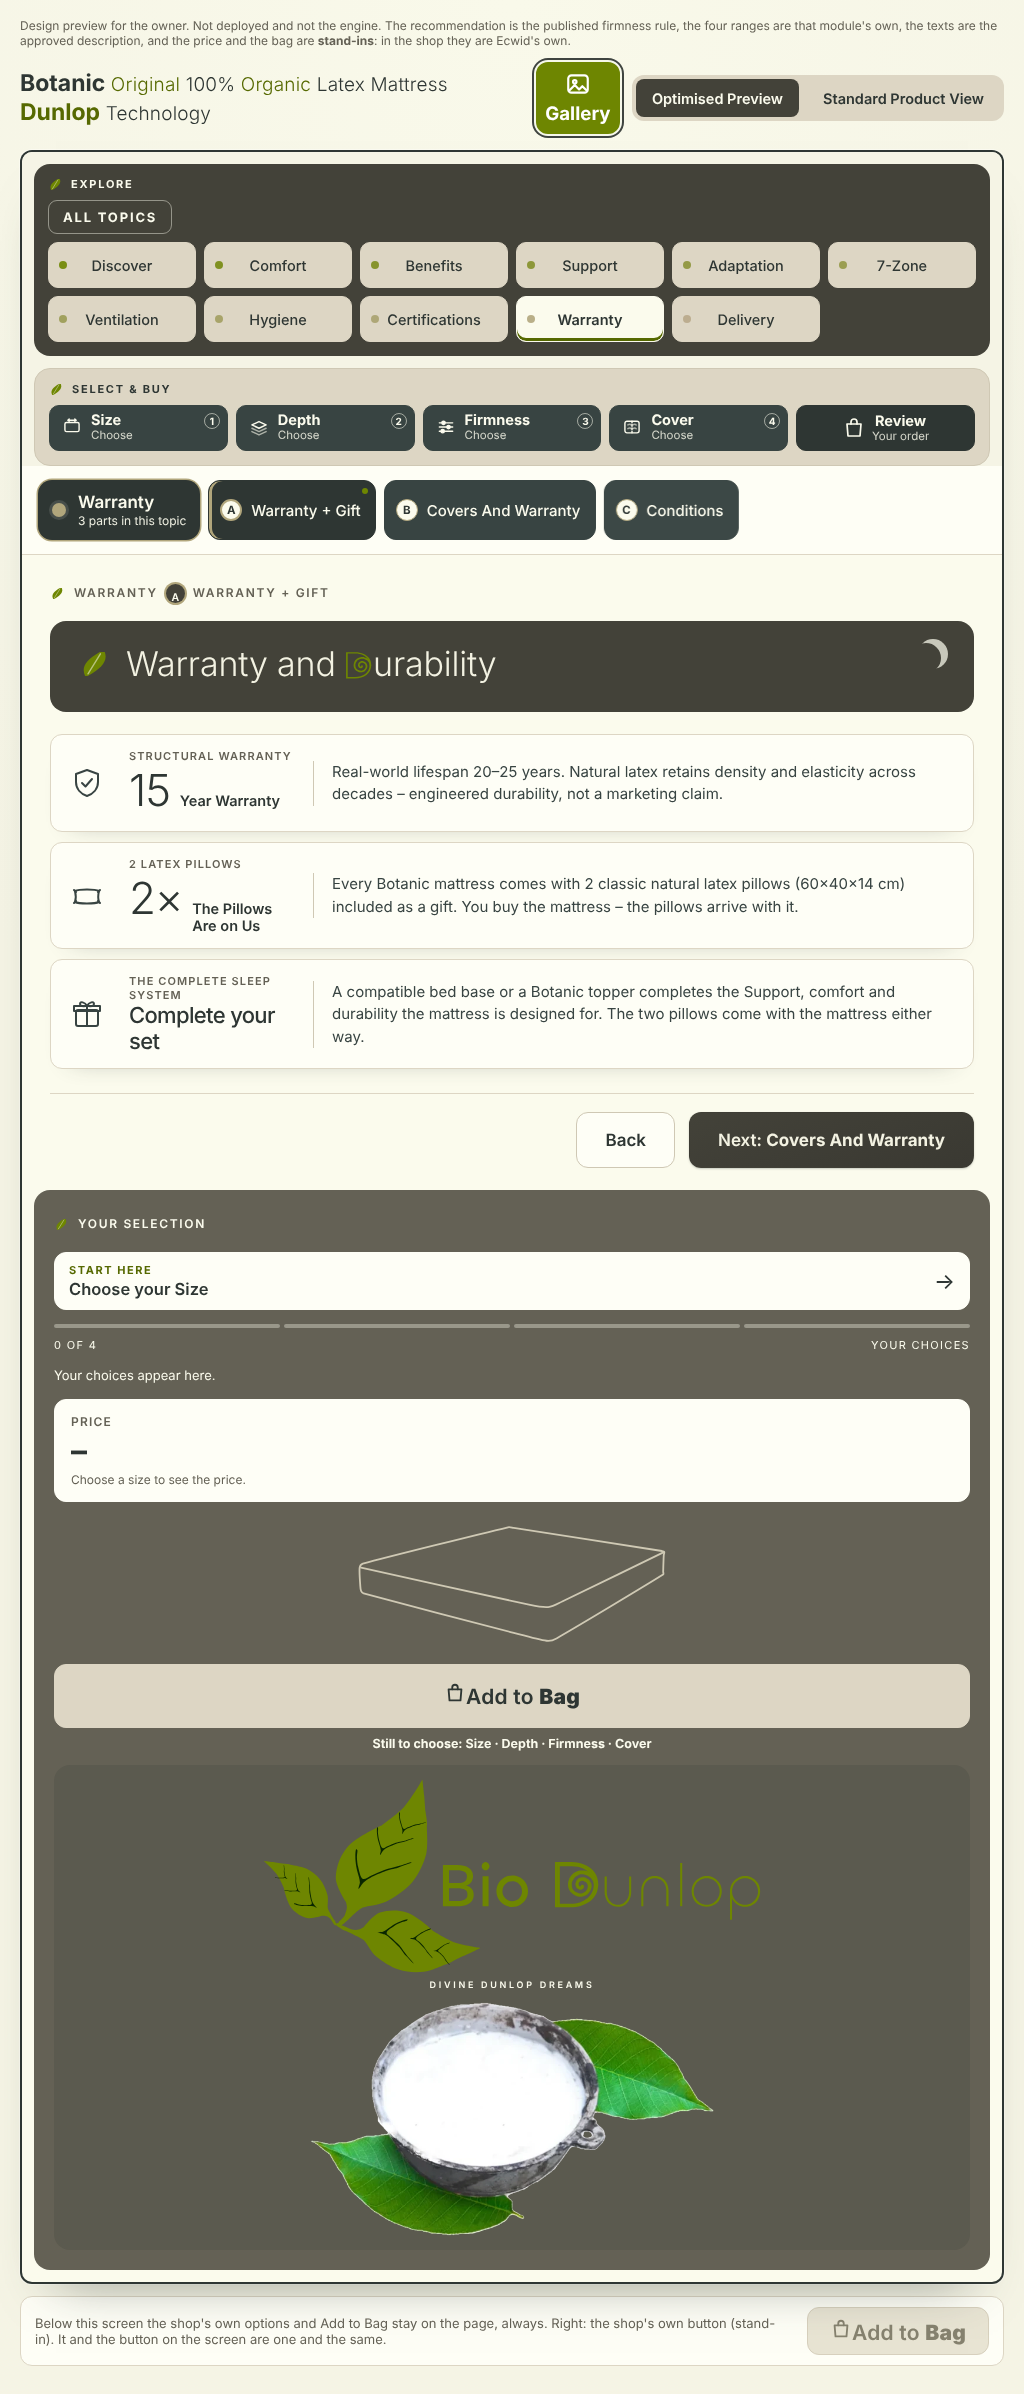 Design preview for the owner. Not deployed and not the engine. The recommendation is the published firmness rule, the four ranges are that module's own, the texts are the
approved description, and the price and the bag are stand-ins: in the shop they are Ecwid's own.
Botanic Original 100% Organic Latex Mattress
Dunlop Technology
Gallery
Optimised Preview
Standard Product View
EXPLORE
ALL TOPICS
Discover
Comfort
Benefits
Support
Adaptation
7-Zone
Ventilation
Hygiene
Certifications
Warranty
Delivery
SELECT & BUY
Size
Choose
1
Depth
Choose
2
Firmness
Choose
3
Cover
Choose
4
Review
Your order
Warranty
3 parts in this topic
A Warranty + Gift
B Covers And Warranty
C Conditions
WARRANTY A WARRANTY + GIFT
Warranty and Durability
STRUCTURAL WARRANTY
15 Year Warranty
Real-world lifespan 20–25 years. Natural latex retains density and elasticity across
decades – engineered durability, not a marketing claim.
2 LATEX PILLOWS
2× The Pillows
Are on Us
Every Botanic mattress comes with 2 classic natural latex pillows (60×40×14 cm)
included as a gift. You buy the mattress – the pillows arrive with it.
THE COMPLETE SLEEP
SYSTEM
Complete your
set
A compatible bed base or a Botanic topper completes the Support, comfort and
durability the mattress is designed for. The two pillows come with the mattress either
way.
Back
Next: Covers And Warranty
YOUR SELECTION
START HERE
Choose your Size
0 OF 4
YOUR CHOICES
Your choices appear here.
PRICE
–
Choose a size to see the price.
Add to Bag
Still to choose: Size · Depth · Firmness · Cover
Bio Dunlop
DIVINE DUNLOP DREAMS
Below this screen the shop's own options and Add to Bag stay on the page, always. Right: the shop's own button (stand-
in). It and the button on the screen are one and the same.
Add to Bag